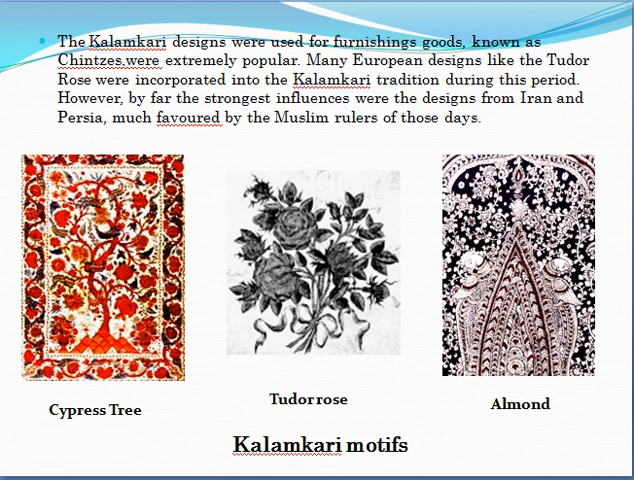 The Kalamkari designs were used for furnishings goods, known as
Chintzes.were extremely popular. Many European designs like the Tudor
Rose were incorporated into the Kalamkari tradition during this period.
However, by far the strongest influences were the designs from Iran and
Persia, much favoured by the Muslim rulers of those days.
Cypress Tree
Tudor rose
Almond
Kalamkari motifs